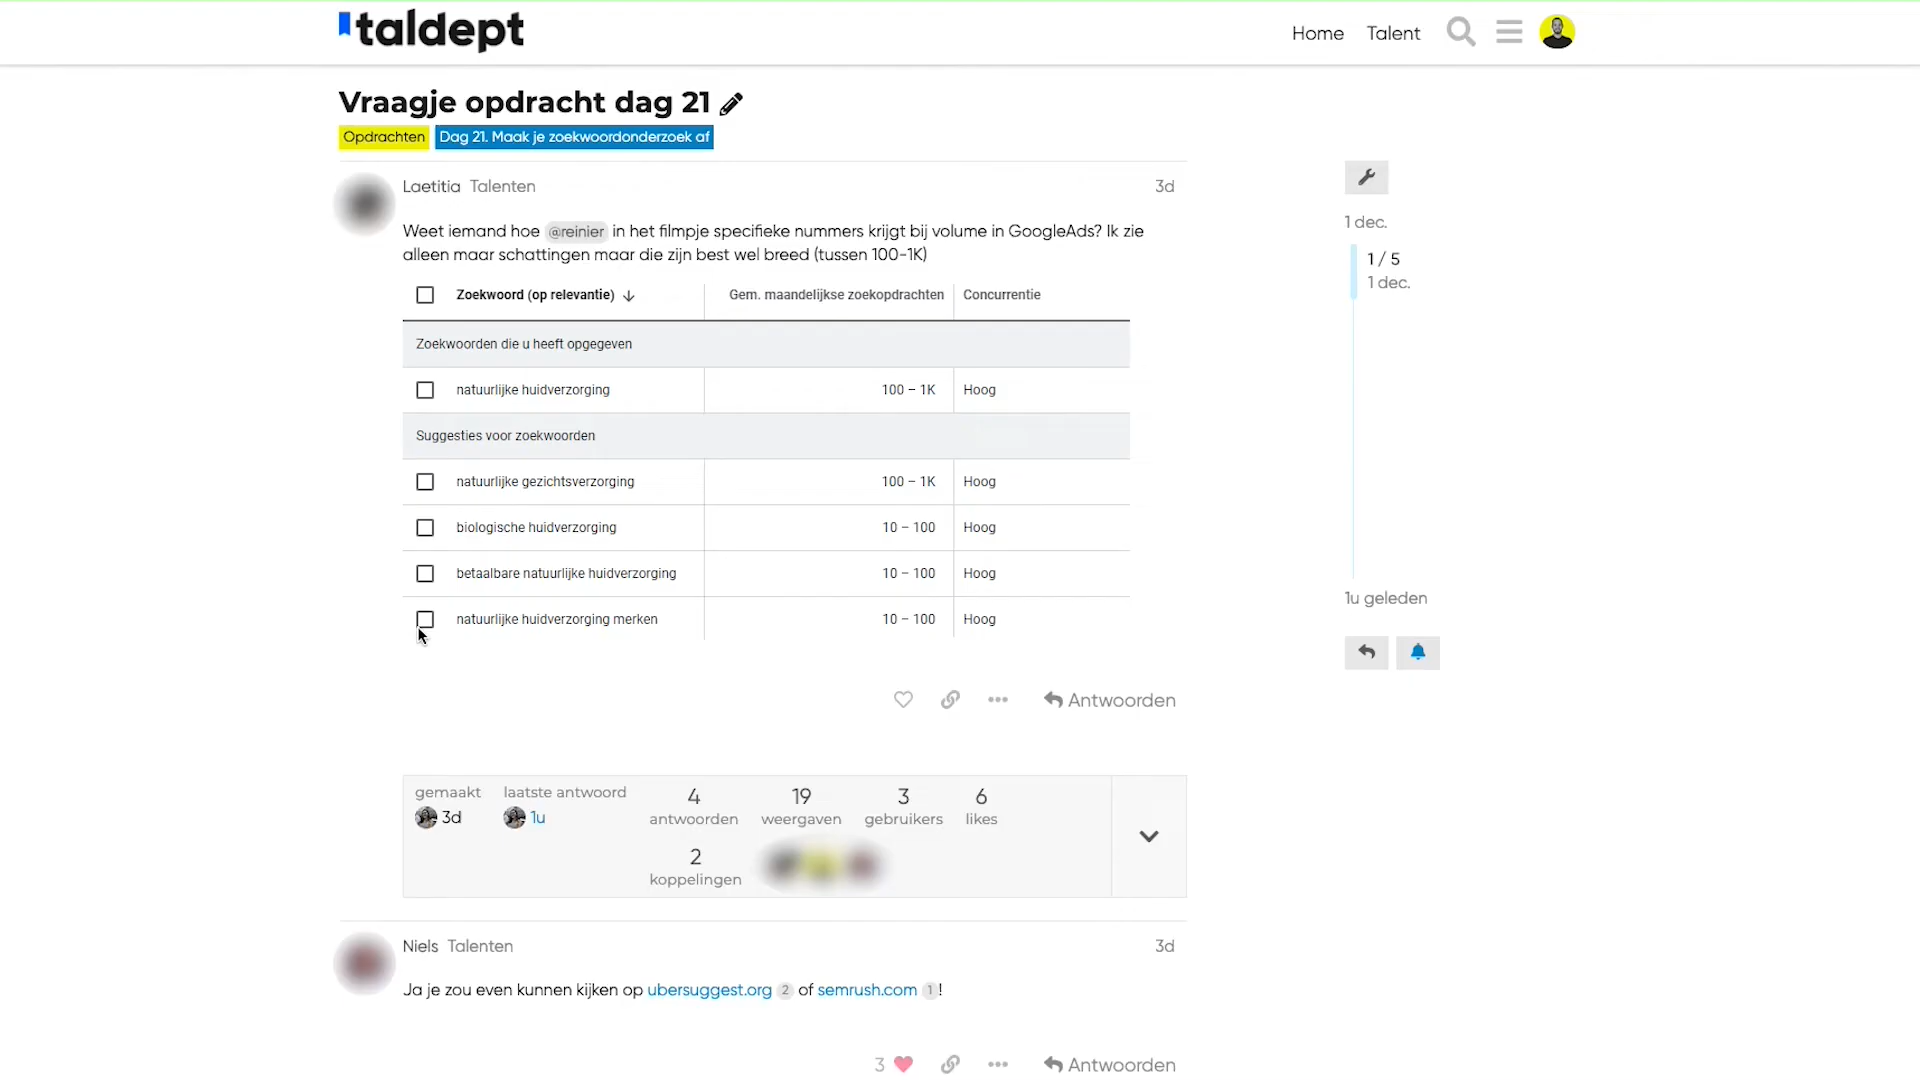 taldept
Home Talent
Vraagje opdracht dag 21
Opdrachten Dag 21. Maak je zoekwoordonderzoek af
Laetitia Talenten 3d
Weet iemand hoe @reinier in het filmpje specifieke nummers krijgt bij volume in GoogleAds? Ik zie
alleen maar schattingen maar die zijn best wel breed (tussen 100-1K)
Zoekwoord (op relevantie) Gem. maandelijkse zoekopdrachten Concurrentie
Zoekwoorden die u heeft opgegeven
natuurlijke huidverzorging 100 – 1K Hoog
Suggesties voor zoekwoorden
natuurlijke gezichtsverzorging 100 – 1K Hoog
biologische huidverzorging 10 – 100 Hoog
betaalbare natuurlijke huidverzorging 10 – 100 Hoog
natuurlijke huidverzorging merken 10 – 100 Hoog
Antwoorden
1 dec.
1 / 5
1 dec.
1u geleden
gemaakt laatste antwoord 4 19 3 6
3d 1u antwoorden weergaven gebruikers likes
2
koppelingen
Niels Talenten 3d
Ja je zou even kunnen kijken op ubersuggest.org 2 of semrush.com 1 !
3 Antwoorden